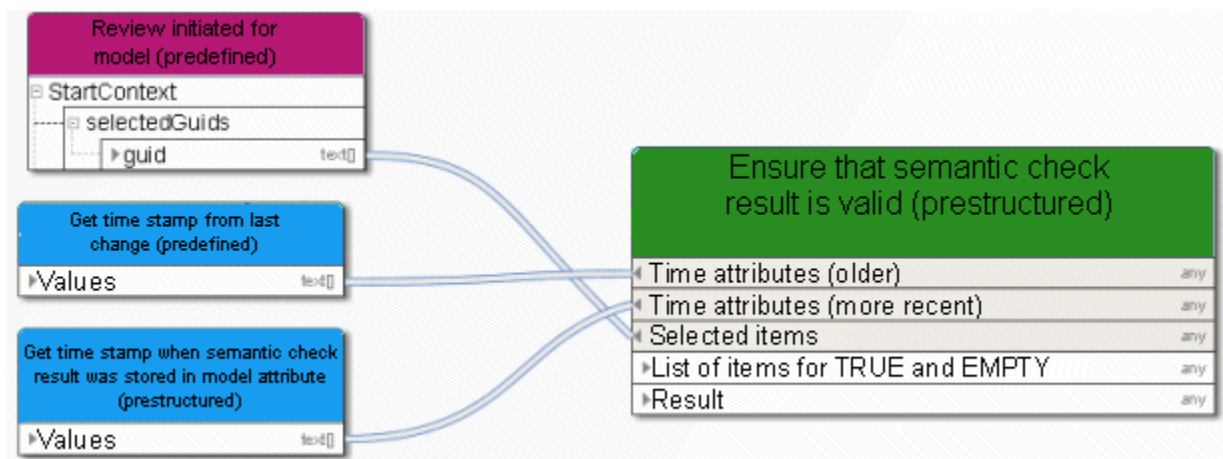 Review initiated for
model (predefined)
StartContext
selectedGuids
guid text[]
Get time stamp from last
change (predefined)
Values text[]
Get time stamp when semantic check
result was stored in model attribute
(prestructured)
Values text[]
Ensure that semantic check
result is valid (prestructured)
Time attributes (older) any
Time attributes (more recent) any
Selected items any
List of items for TRUE and EMPTY any
Result any